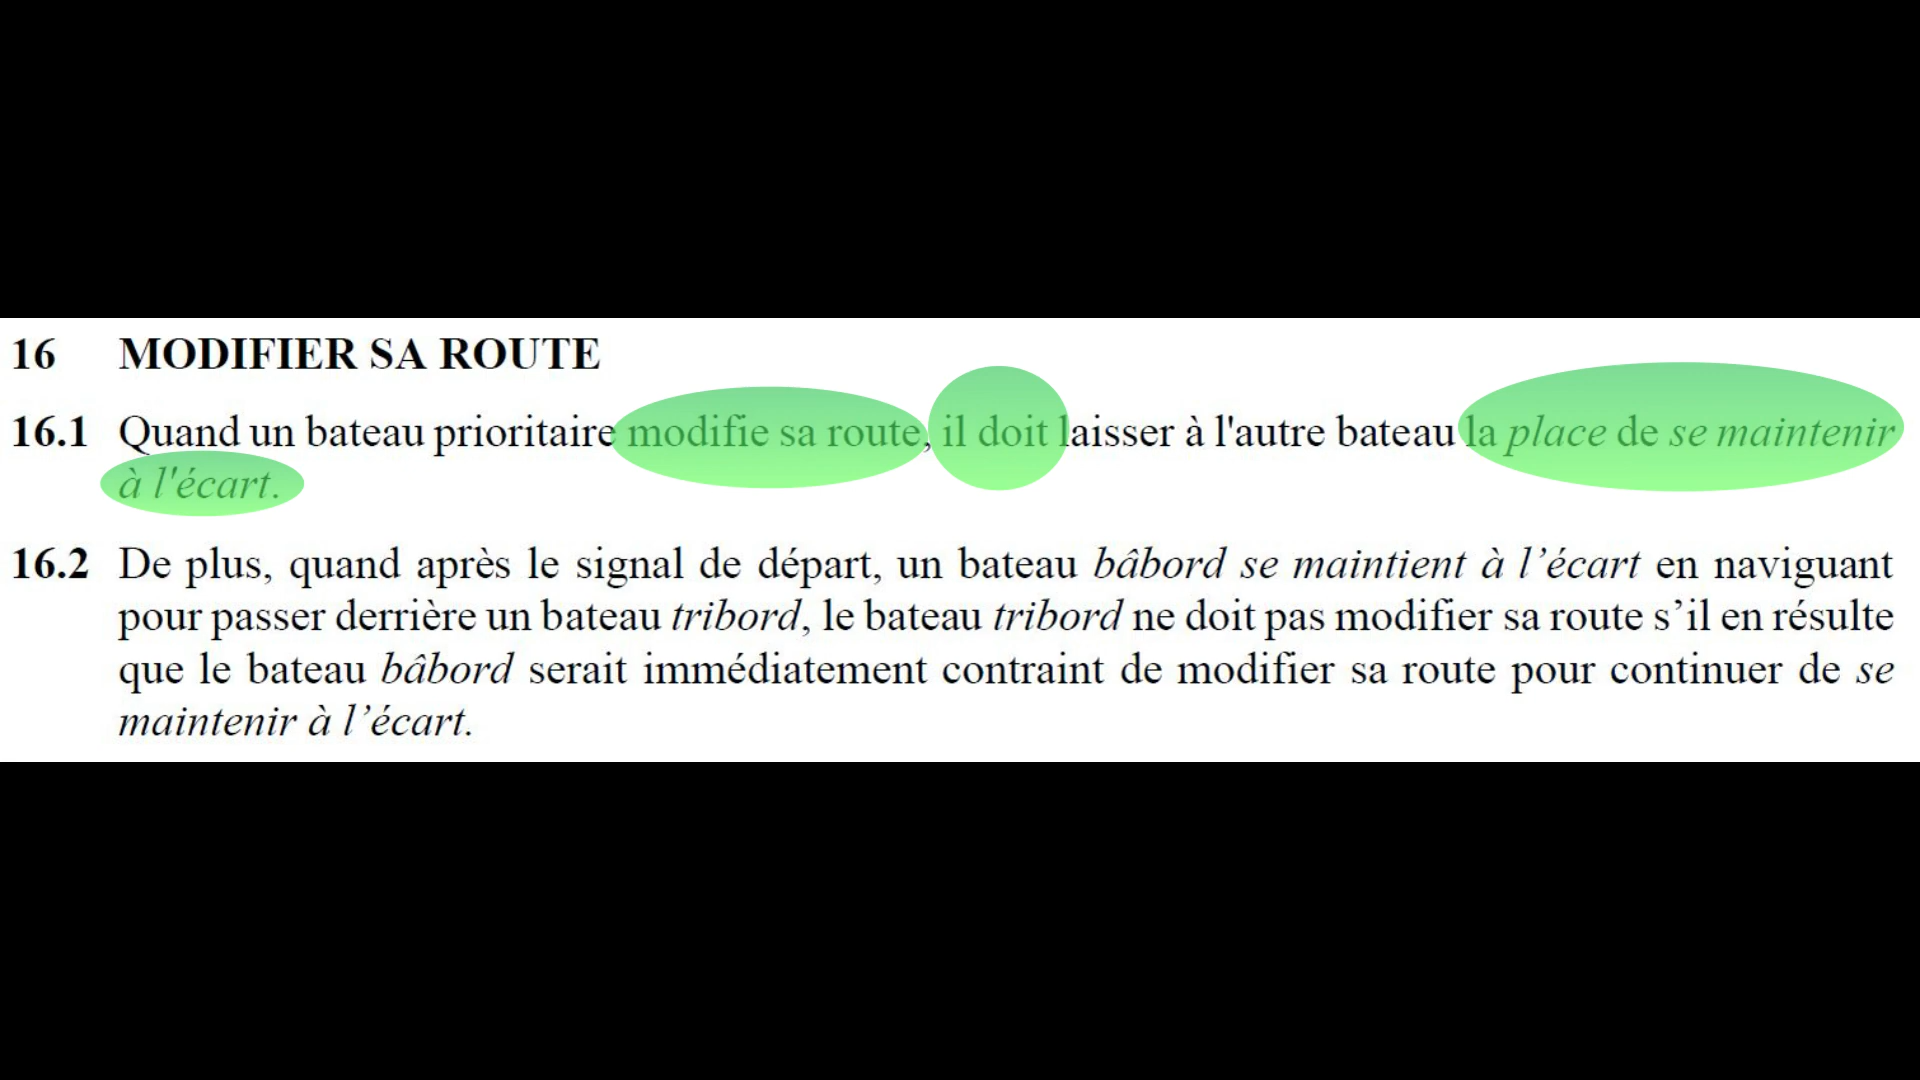 16 MODIFIER SA ROUTE
16.1 Quand un bateau prioritaire modifie sa route, il doit laisser à l'autre bateau la place de se maintenir
à l'écart.
16.2 De plus, quand après le signal de départ, un bateau bâbord se maintient à l’écart en naviguant
pour passer derrière un bateau tribord, le bateau tribord ne doit pas modifier sa route s’il en résulte
que le bateau bâbord serait immédiatement contraint de modifier sa route pour continuer de se
maintenir à l’écart.